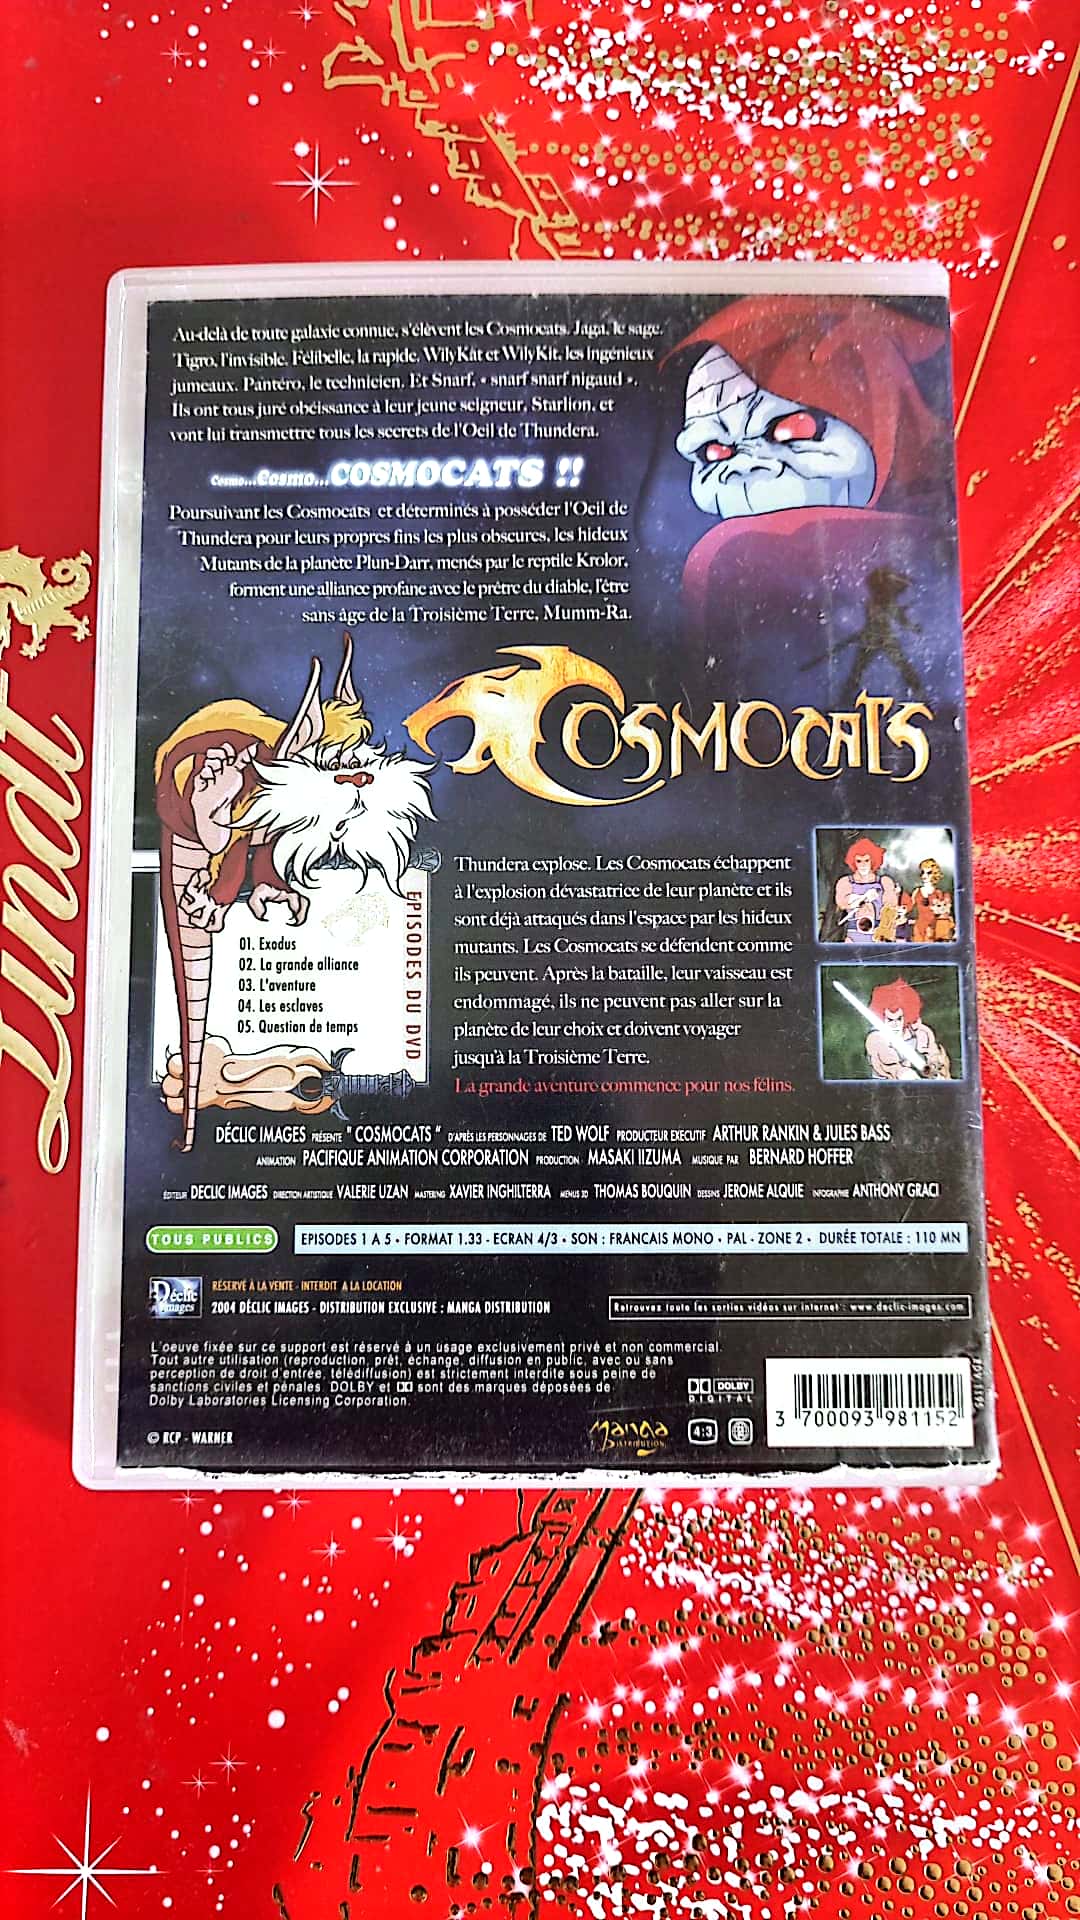 Au-delà de toute galaxie connue, s'élèvent les Cosmocats. Jaga, le sage.
Tigro, l'invisible. Félibelle, la rapide. WilyKat et WilyKit, les ingénieux
jumeaux. Pantéro, le technicien. Et Snarf, « snarf snarf nigaud ».
Ils ont tous juré obéissance à leur jeune seigneur, Starlion, et
vont lui transmettre tous les secrets de l'Oeil de Thundera.
Cosmo...Cosmo...COSMOCATS !!
Poursuivant les Cosmocats et déterminés à posséder l'Oeil de
Thundera pour leurs propres fins les plus obscures, les hideux
Mutants de la planète Plun-Darr, menés par le reptile Krolor,
forment une alliance profane avec le prêtre du diable, l'être
sans âge de la Troisième Terre, Mumm-Ra.
COSMOCATS
Thundera explose. Les Cosmocats échappent
à l'explosion dévastatrice de leur planète et ils
sont déjà attaqués dans l'espace par les hideux
mutants. Les Cosmocats se défendent comme
ils peuvent. Après la bataille, leur vaisseau est
endommagé, ils ne peuvent pas aller sur la
planète de leur choix et doivent voyager
jusqu'à la Troisième Terre.
La grande aventure commence pour nos félins.
EPISODES DU DVD
01. Exodus
02. La grande alliance
03. L'aventure
04. Les esclaves
05. Question de temps
DÉCLIC IMAGES PRÉSENTE " COSMOCATS " D'APRÈS LES PERSONNAGES DE TED WOLF PRODUCTEUR EXECUTIF ARTHUR RANKIN & JULES BASS
ANIMATION PACIFIQUE ANIMATION CORPORATION PRODUCTION MASAKI IIZUMA MUSIQUE PAR BERNARD HOFFER
ÉDITEUR DECLIC IMAGES DIRECTION ARTISTIQUE VALERIE UZAN MASTERING XAVIER INGHILTERRA MENUS 3D THOMAS BOUQUIN DESSINS JEROME ALQUIE INFOGRAPHIE ANTHONY GRACI
TOUS PUBLICS
EPISODES 1 A 5 • FORMAT 1.33 - ECRAN 4/3 • SON : FRANCAIS MONO • PAL - ZONE 2 • DURÉE TOTALE : 110 MN
Déclic Images
RÉSERVÉ À LA VENTE - INTERDIT A LA LOCATION
2004 DÉCLIC IMAGES - DISTRIBUTION EXCLUSIVE : MANGA DISTRIBUTION
Retrouvez toute les sorties vidéos sur internet : www.declic-images.com
L'oeuve fixée sur ce support est réservé à un usage exclusivement privé et non commercial.
Tout autre utilisation (reproduction, prêt, échange, diffusion en public, avec ou sans
perception de droit d'entrée, télédiffusion) est strictement interdite sous peine de
sanctions civiles et pénales. DOLBY et sont des marques déposées de
Dolby Laboratories Licensing Corporation.
DOLBY
DIGITAL
© RCP - WARNER
Manga
DISTRIBUTION
4:3
2
3 700093 981152
Lindt